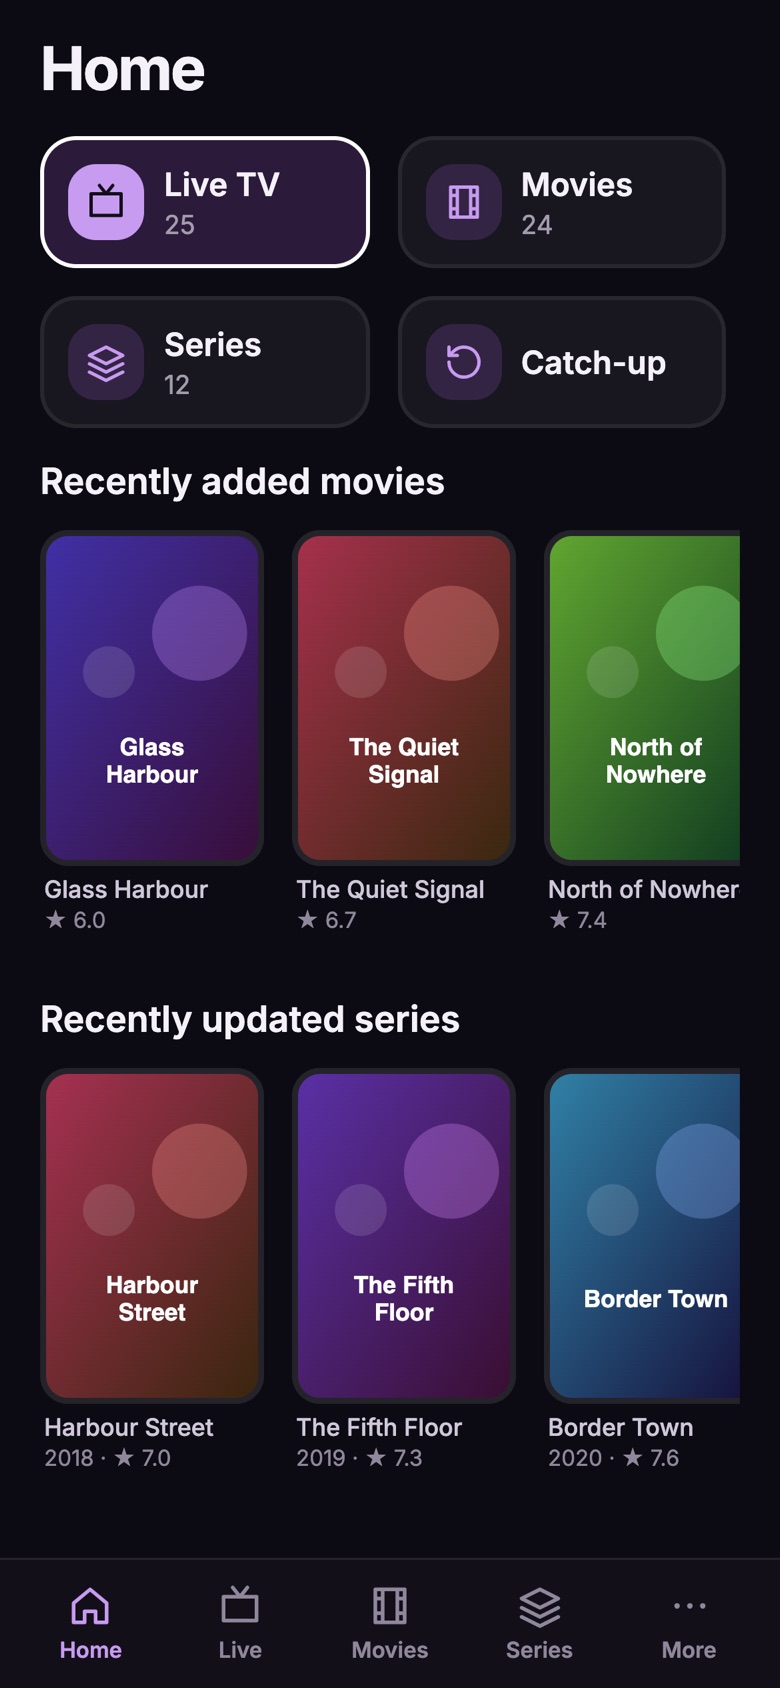 Home
Live TV
25
Movies
24
Series
12
Catch-up
Recently added movies
Glass
Harbour
The Quiet
Signal
North of
Nowhere
Glass Harbour
★ 6.0
The Quiet Signal
★ 6.7
North of Nowher
★ 7.4
Recently updated series
Harbour
Street
The Fifth
Floor
Border Town
Harbour Street
2018 · ★ 7.0
The Fifth Floor
2019 · ★ 7.3
Border Town
2020 · ★ 7.6
Home
Live
Movies
Series
More